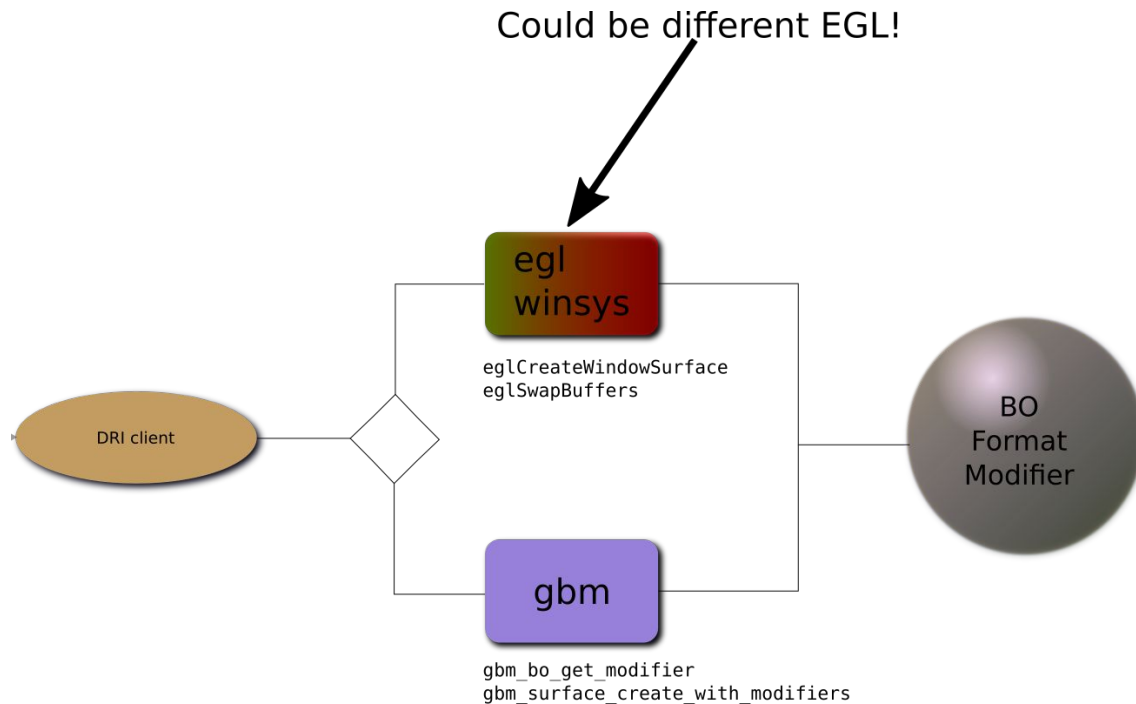 Could be different EGL!
egl
winsys
eglCreateWindowSurface
eglSwapBuffers
DRI client
BO
Format
Modifier
gbm
gbm_bo_get_modifier
gbm_surface_create_with_modifiers